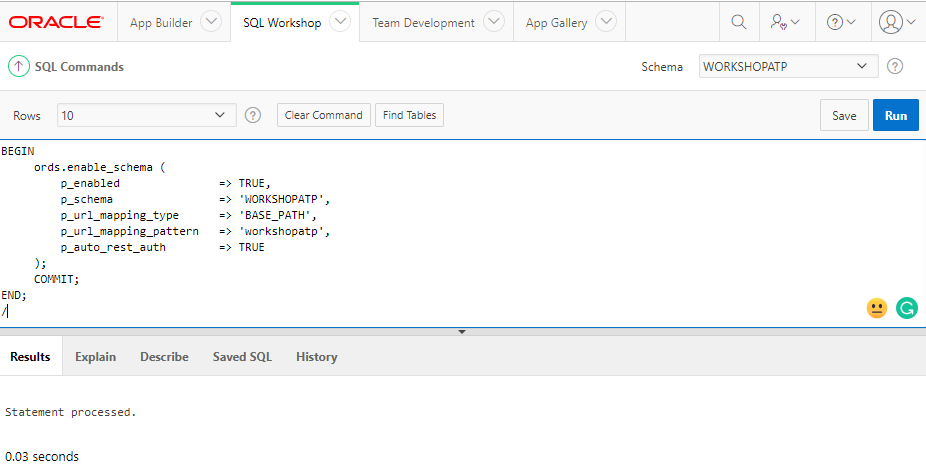 ORACLE®
App Builder
SQL Workshop
Team Development
App Gallery
SQL Commands
Schema
WORKSHOPATP
Rows
10
Clear Command
Find Tables
Save
Run
BEGIN
ords.enable_schema (
p_enabled => TRUE,
p_schema => 'WORKSHOPATP',
p_url_mapping_type => 'BASE_PATH',
p_url_mapping_pattern => 'workshopatp',
p_auto_rest_auth => TRUE
);
COMMIT;
END;
/
Results
Explain
Describe
Saved SQL
History
Statement processed.
0.03 seconds